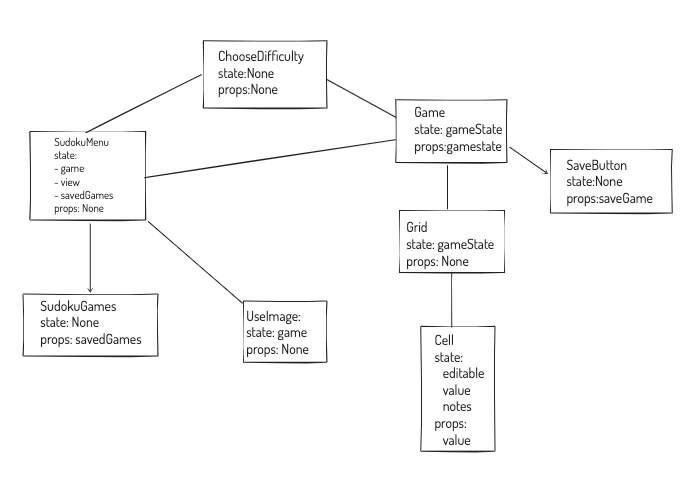 ChooseDifficulty
state:None
props:None
Game
state: gameState
props:gamestate
SudokuMenu
state:
- game
- view
- savedGames
props: None
SaveButton
state:None
props:saveGame
Grid
state: gameState
props: None
SudokuGames
state: None
props: savedGames
UseImage:
state: game
props: None
Cell
state:
editable
value
notes
props:
value